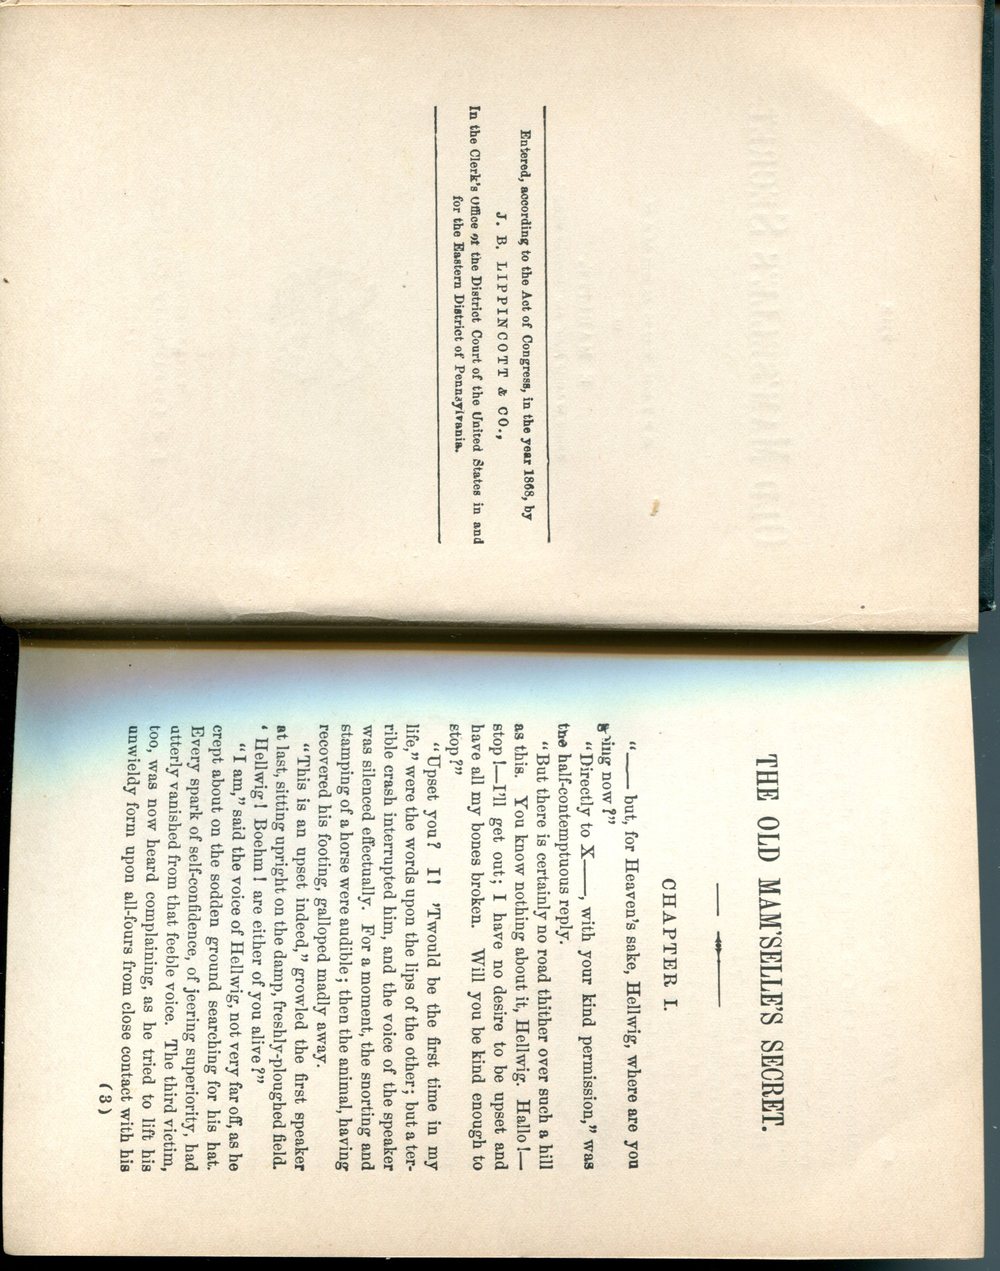 Entered, according to the Act of Congress, in the year 1868, by
J. B. LIPPINCOTT & CO.,
In the Clerk's Office of the District Court of the United States in and
for the Eastern District of Pennsylvania.
THE OLD MAM'SELLE'S SECRET.
CHAPTER I.
"—— but, for Heaven's sake, Hellwig, where are you
going now?"
"Directly to X——, with your kind permission," was
the half-contemptuous reply.
"But there is certainly no road thither over such a hill
as this. You know nothing about it, Hellwig. Hallo!—
stop!—I'll get out; I have no desire to be upset and
have all my bones broken. Will you be kind enough to
stop?"
"Upset you? I! 'Twould be the first time in my
life," were the words upon the lips of the other; but a ter-
rible crash interrupted him, and the voice of the speaker
was silenced effectually. For a moment, the snorting and
stamping of a horse were audible; then the animal, having
recovered his footing, galloped madly away.
"This is an upset indeed," growled the first speaker
at last, sitting upright on the damp, freshly-ploughed field.
'Hellwig! Boehm! are either of you alive?"
"I am," said the voice of Hellwig, not very far off, as he
crept about on the sodden ground searching for his hat.
Every spark of self-confidence, of jeering superiority, had
utterly vanished from that feeble voice. The third victim,
too, was now heard complaining, as he tried to lift his
unwieldy form upon all-fours from close contact with his
(3)